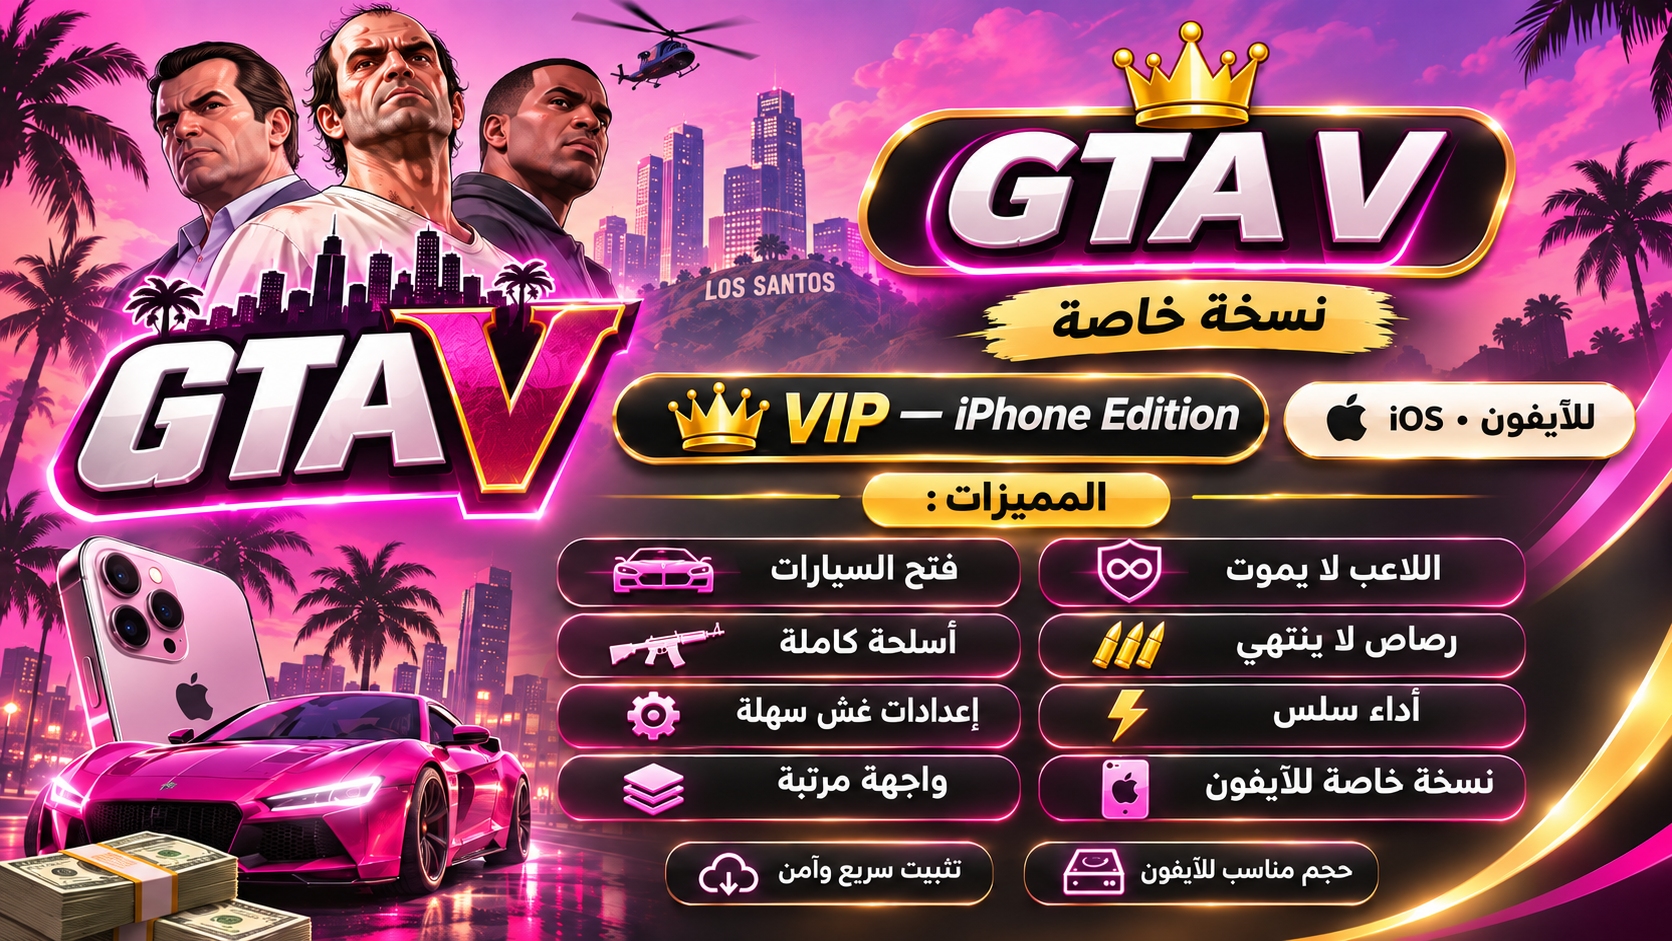 GTA V
LOS SANTOS
GTA V
نسخة خاصة
VIP — iPhone Edition
للآيفون • iOS
المميزات :
اللاعب لا يموت
فتح السيارات
رصاص لا ينتهي
أسلحة كاملة
أداء سلس
إعدادات غش سهلة
نسخة خاصة للآيفون
واجهة مرتبة
حجم مناسب للآيفون
تثبيت سريع وآمن